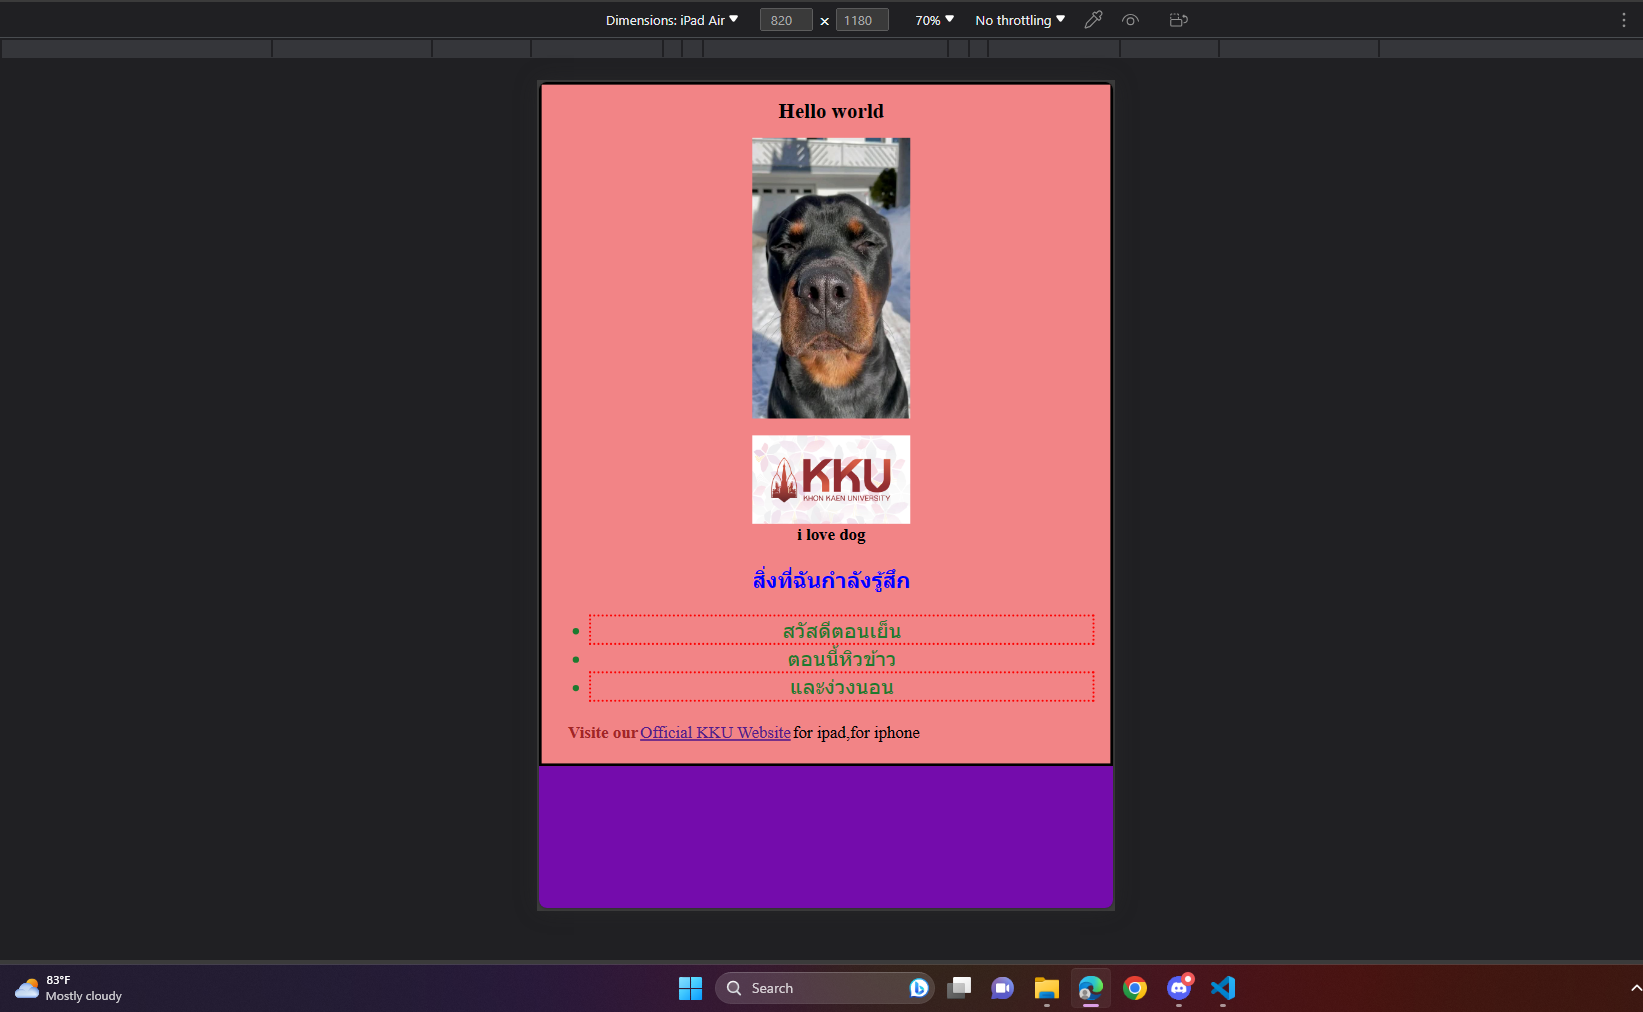 Dimensions: iPad Air 820 × 1180 70% No throttling
Hello world
KKU
KHON KAEN UNIVERSITY
i love dog
สิ่งที่ฉันกำลังรู้สึก
สวัสดีตอนเย็น
ตอนนี้หิวข้าว
และง่วงนอน
Visite our Official KKU Website for ipad,for iphone
83°F
Mostly cloudy
Search